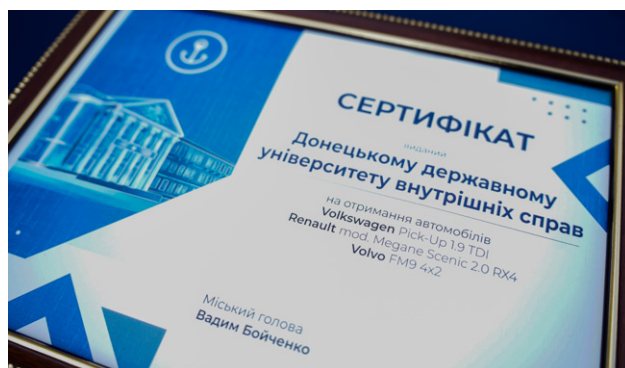 СЕРТИФІКАТ
виданий
Донецькому державному
університету внутрішніх справ
на отримання автомобілів
Volkswagen Pick-Up 1.9 TDI
Renault mod. Megane Scenic 2.0 RX4
Volvo FM9 4x2
Міський голова
Вадим Бойченко